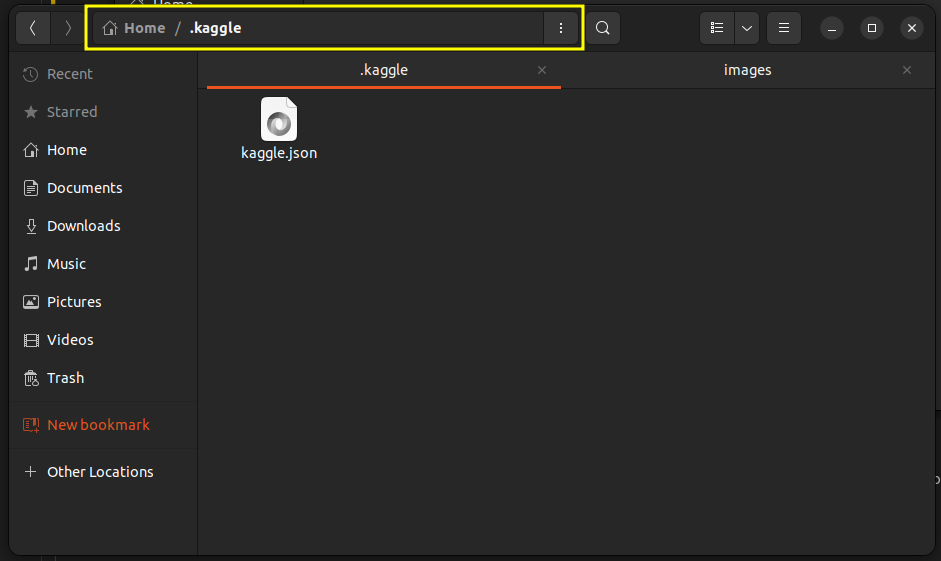 Home
Home / .kaggle
Recent
Starred
Home
Documents
Downloads
Music
Pictures
Videos
Trash
New bookmark
Other Locations
.kaggle
images
kaggle.json